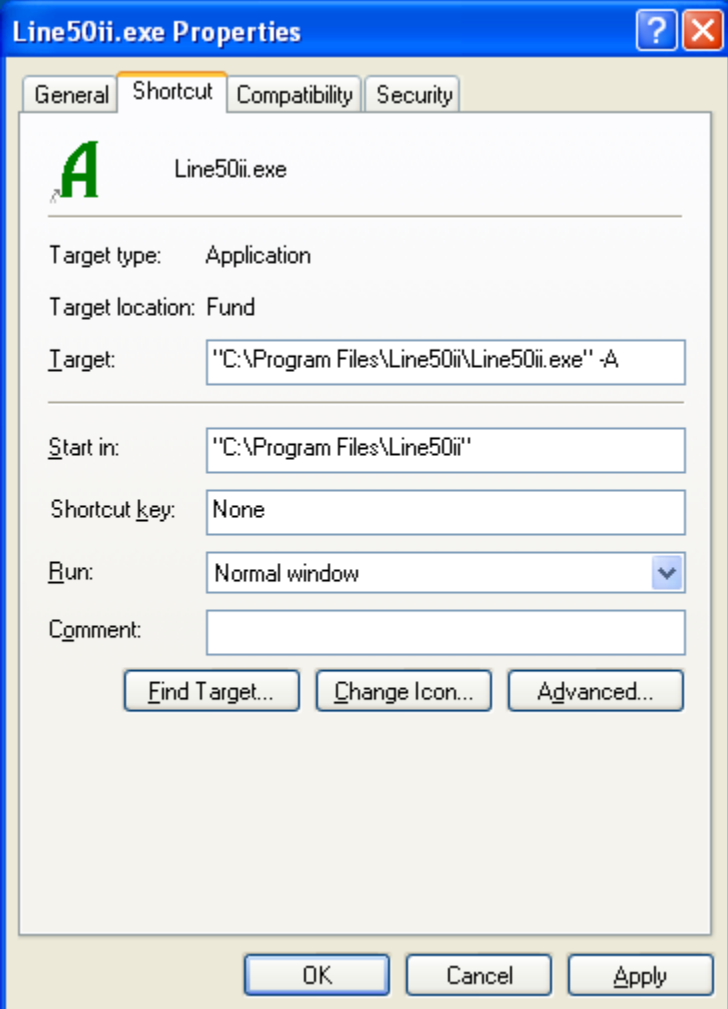 Line50ii.exe Properties
General Shortcut Compatibility Security
A
Line50ii.exe
Target type: Application
Target location: Fund
Target: "C:\Program Files\Line50ii\Line50ii.exe" -A
Start in: "C:\Program Files\Line50ii"
Shortcut key: None
Run: Normal window
Comment:
Find Target... Change Icon... Advanced...
OK Cancel Apply